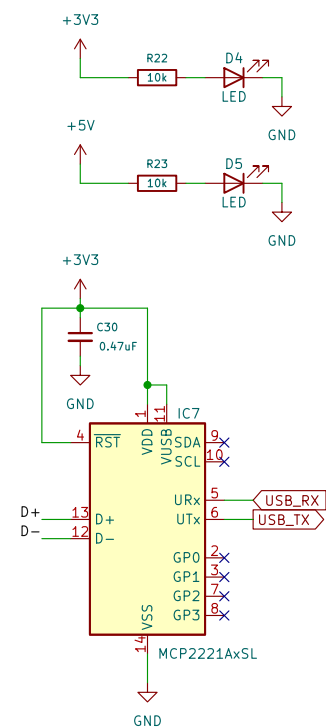 +3V3
R22
10k
D4
LED
GND
+5V
R23
10k
D5
LED
GND
+3V3
C30
0.47uF
GND
IC7
1
VDD
11
VUSB
4
RST
SDA
9
SCL
10
URx
5
USB_RX
UTx
6
USB_TX
D+
13
D+
D-
12
D-
GP0
2
GP1
3
GP2
7
GP3
8
VSS
14
MCP2221AxSL
GND